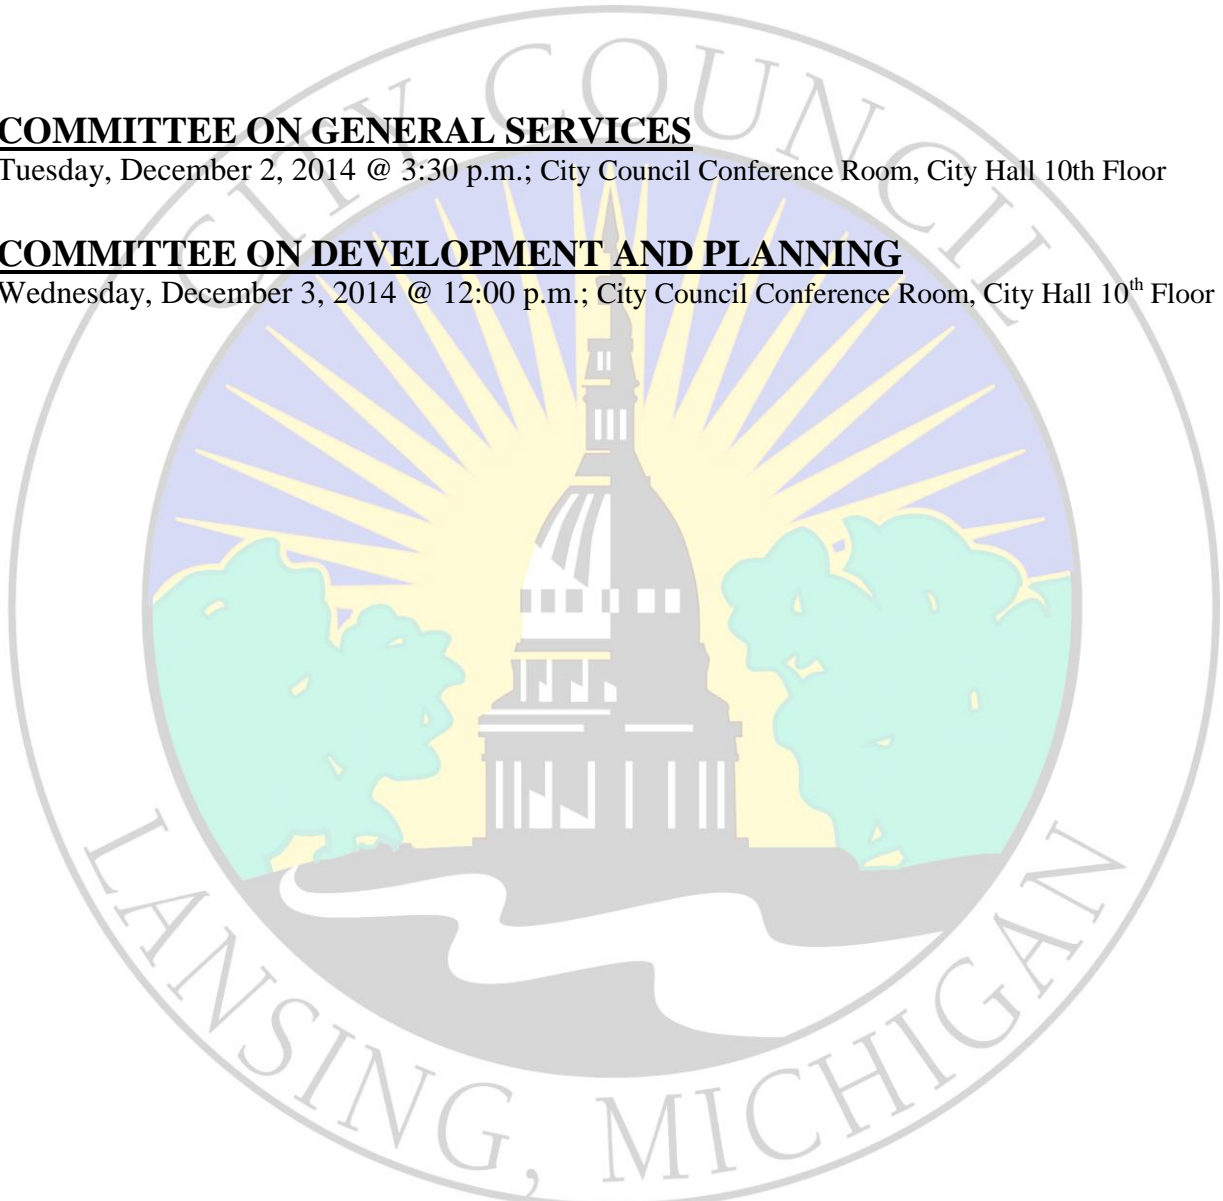 COMMITTEE ON GENERAL SERVICES
Tuesday, December 2, 2014 @ 3:30 p.m.; City Council Conference Room, City Hall 10th Floor
COMMITTEE ON DEVELOPMENT AND PLANNING
Wednesday, December 3, 2014 @ 12:00 p.m.; City Council Conference Room, City Hall 10th Floor
CITY COUNCIL
LANSING, MICHIGAN